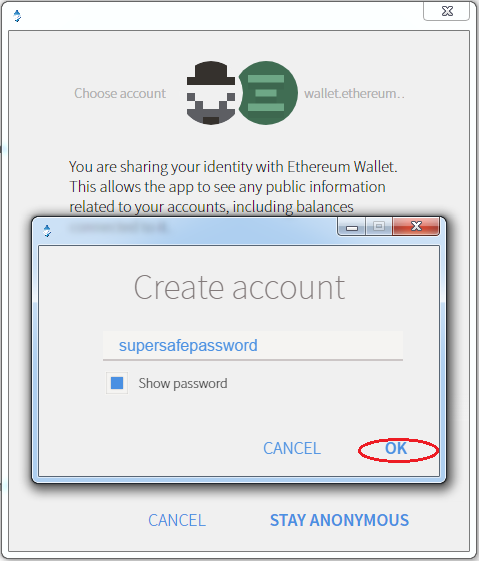 Choose account
wallet.ethereum..
You are sharing your identity with Ethereum Wallet.
This allows the app to see any public information
related to your accounts, including balances
Create account
supersafepassword
Show password
CANCEL
OK
CANCEL
STAY ANONYMOUS